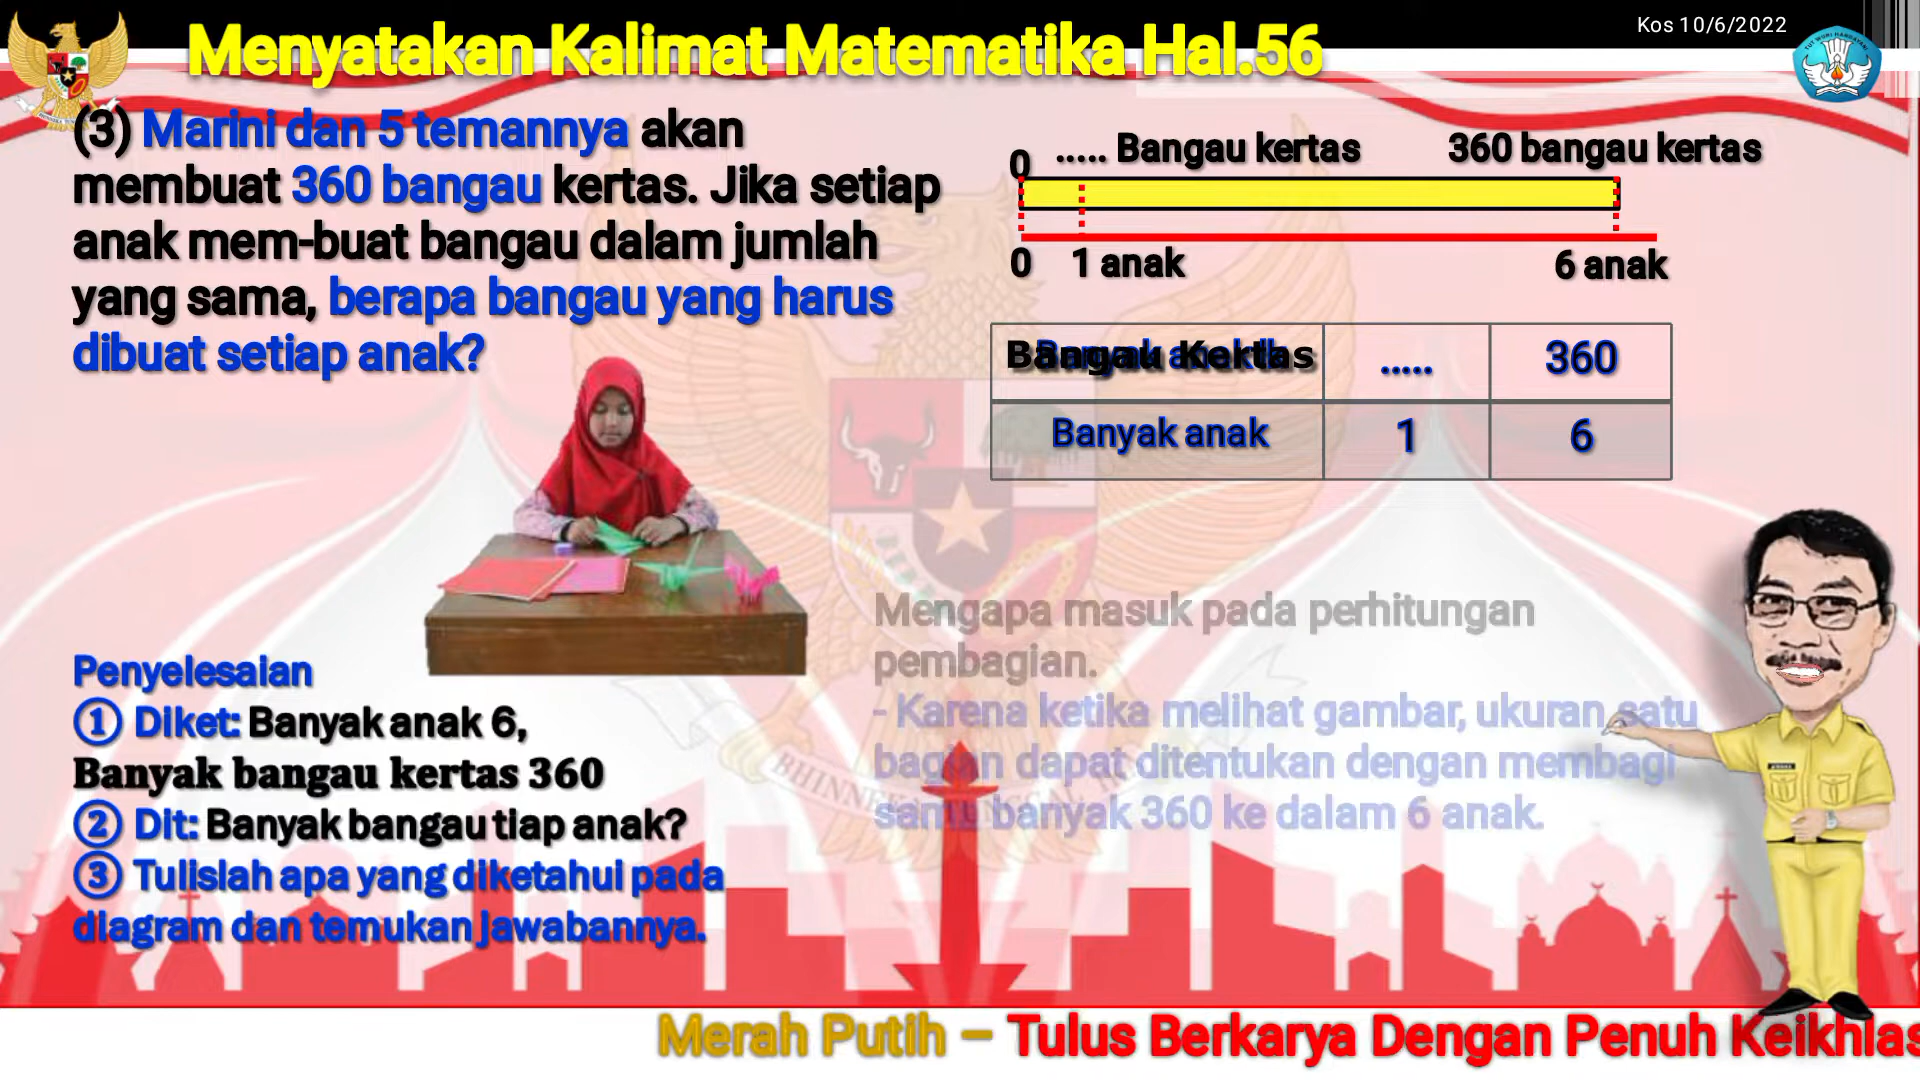 Kos 10/6/2022
Menyatakan Kalimat Matematika Hal.56
(3) Marini dan 5 temannya akan
membuat 360 bangau kertas. Jika setiap
anak mem-buat bangau dalam jumlah
yang sama, berapa bangau yang harus
dibuat setiap anak?
0 ..... Bangau kertas 360 bangau kertas
0 1 anak 6 anak
Bangau Kertas ..... 360
Banyak anak 1 6
Penyelesaian
① Diket: Banyak anak 6,
Banyak bangau kertas 360
② Dit: Banyak bangau tiap anak?
③ Tulislah apa yang diketahui pada
diagram dan temukan jawabannya.
Mengapa masuk pada perhitungan
pembagian.
- Karena ketika melihat gambar, ukuran satu
bagian dapat ditentukan dengan membagi
sama banyak 360 ke dalam 6 anak.
Merah Putih – Tulus Berkarya Dengan Penuh Keikhlas